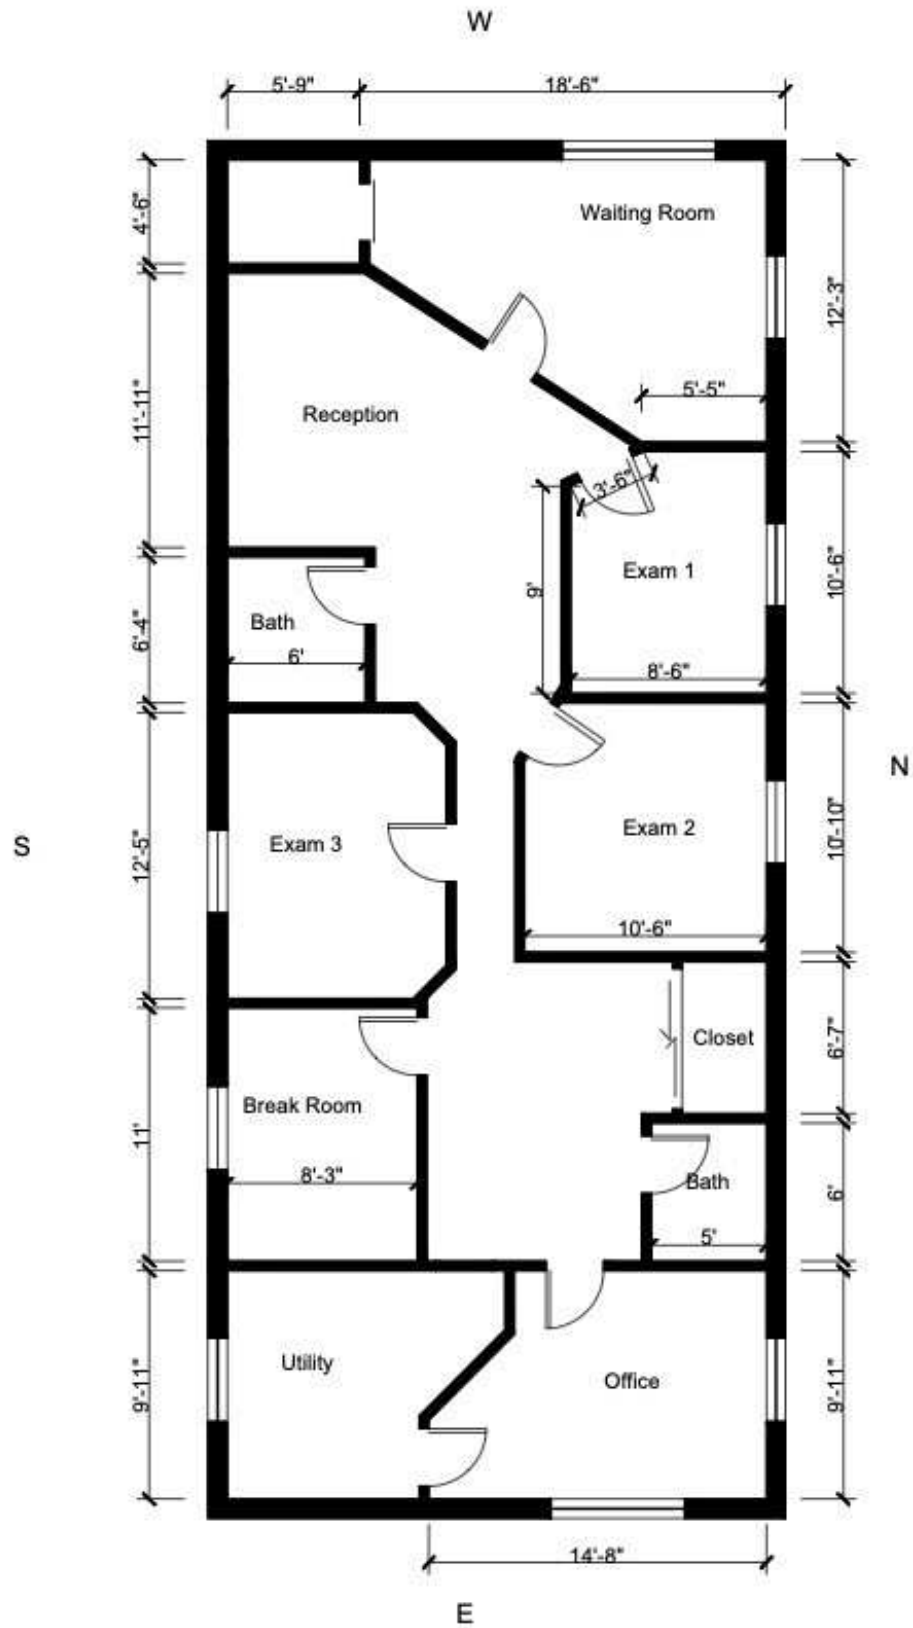 W
5'-9"
18'-6"
4'-6"
Waiting Room
12'-3"
11'-11"
5'-5"
Reception
3'-6"
Exam 1
10'-6"
9'
Bath
6'-4"
6'
8'-6"
N
S
Exam 3
12'-5"
Exam 2
10'-10"
10'-6"
Closet
6'-7"
Break Room
11'
8'-3"
Bath
6'
5'
Utility
9'-11"
Office
9'-11"
14'-8"
E